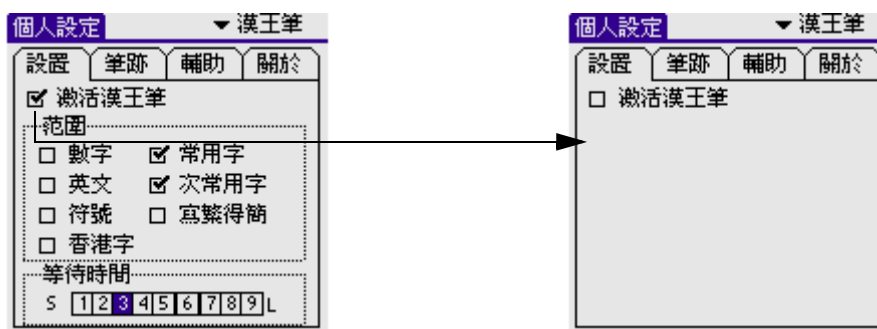 個人設定 漢王筆
設置 筆跡 輔助 關於
激活漢王筆
范圍
數字 常用字
英文 次常用字
符號 寫繁得簡
香港字
等待時間
S 1 2 3 4 5 6 7 8 9 L
個人設定 漢王筆
設置 筆跡 輔助 關於
激活漢王筆